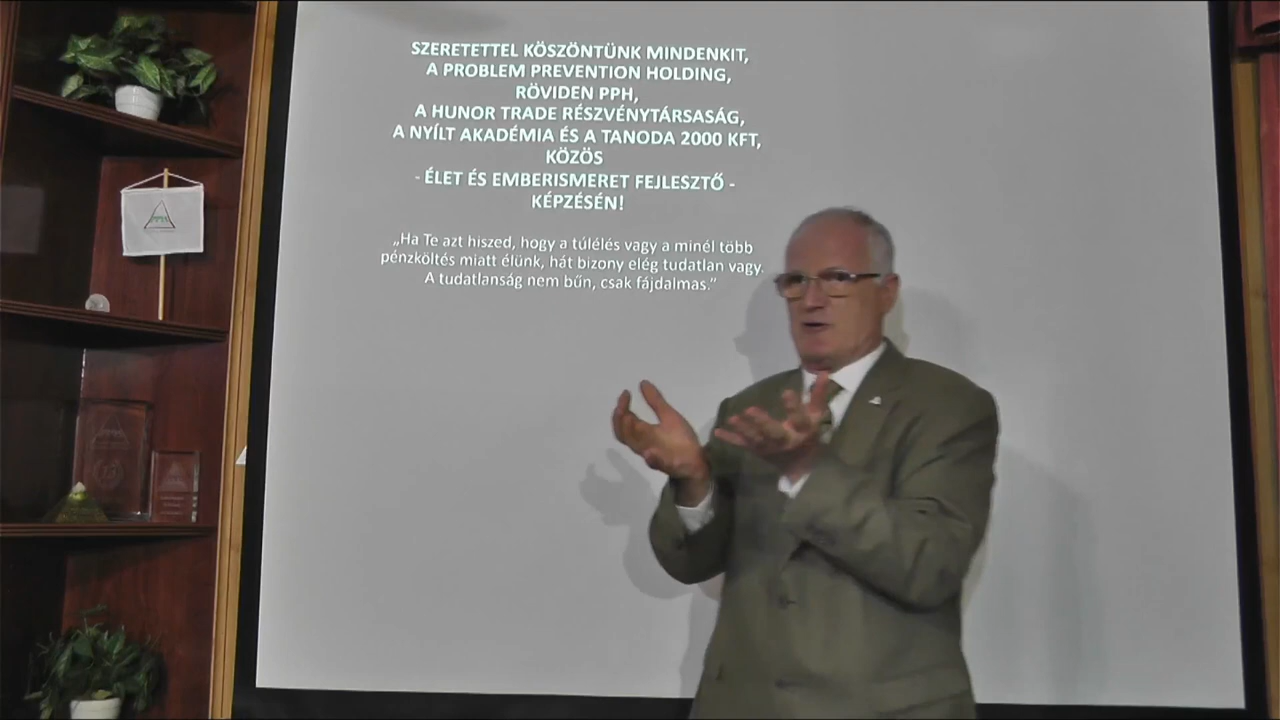 SZERETETTEL KÖSZÖNTÜNK MINDENKIT,
A PROBLEM PREVENTION HOLDING,
RÖVIDEN PPH,
A HUNOR TRADE RÉSZVÉNYTÁRSASÁG,
A NYÍLT AKADÉMIA ÉS A TANODA 2000 KFT,
KÖZÖS
- ÉLET ÉS EMBERISMERET FEJLESZTŐ -
KÉPZÉSÉN!
„Ha Te azt hiszed, hogy a túlélés vagy a minél több
pénzköltés miatt élünk, hát bizony elég tudatlan vagy.
A tudatlanság nem bűn, csak fájdalmas.”